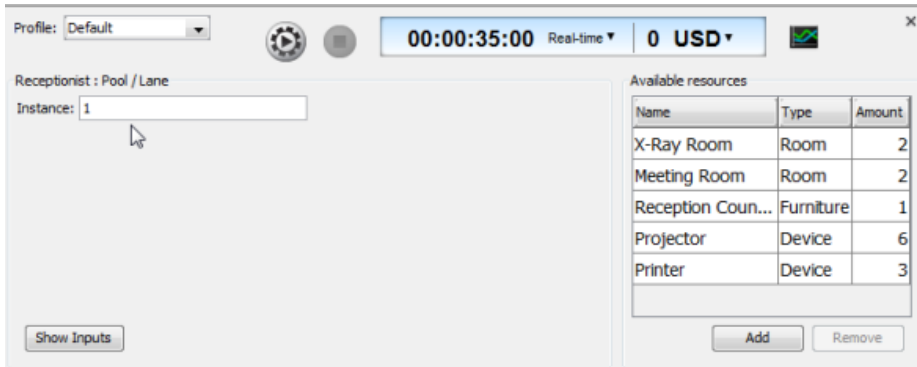 Profile: Default
00:00:35:00 Real-time 0 USD
Receptionist : Pool / Lane
Instance: 1
Show Inputs
Available resources
Name Type Amount
X-Ray Room Room 2
Meeting Room Room 2
Reception Coun... Furniture 1
Projector Device 6
Printer Device 3
Add Remove